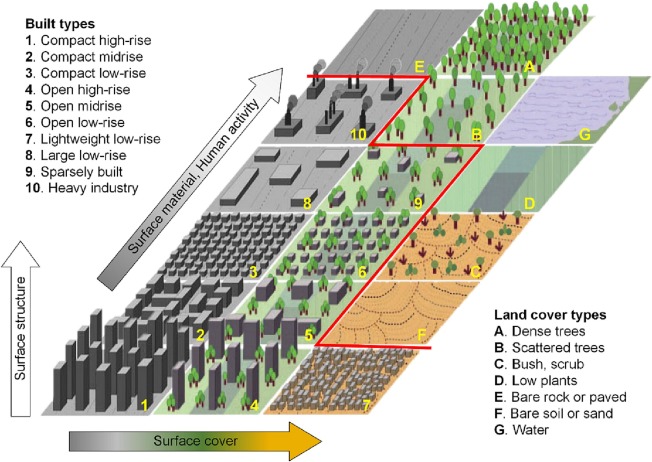 Built types
1. Compact high-rise
2. Compact midrise
3. Compact low-rise
4. Open high-rise
5. Open midrise
6. Open low-rise
7. Lightweight low-rise
8. Large low-rise
9. Sparsely built
10. Heavy industry
Surface material, Human activity
Surface structure
Surface cover
E
A
10
B
G
8
9
D
3
6
C
2
5
F
1
4
7
Land cover types
A. Dense trees
B. Scattered trees
C. Bush, scrub
D. Low plants
E. Bare rock or paved
F. Bare soil or sand
G. Water